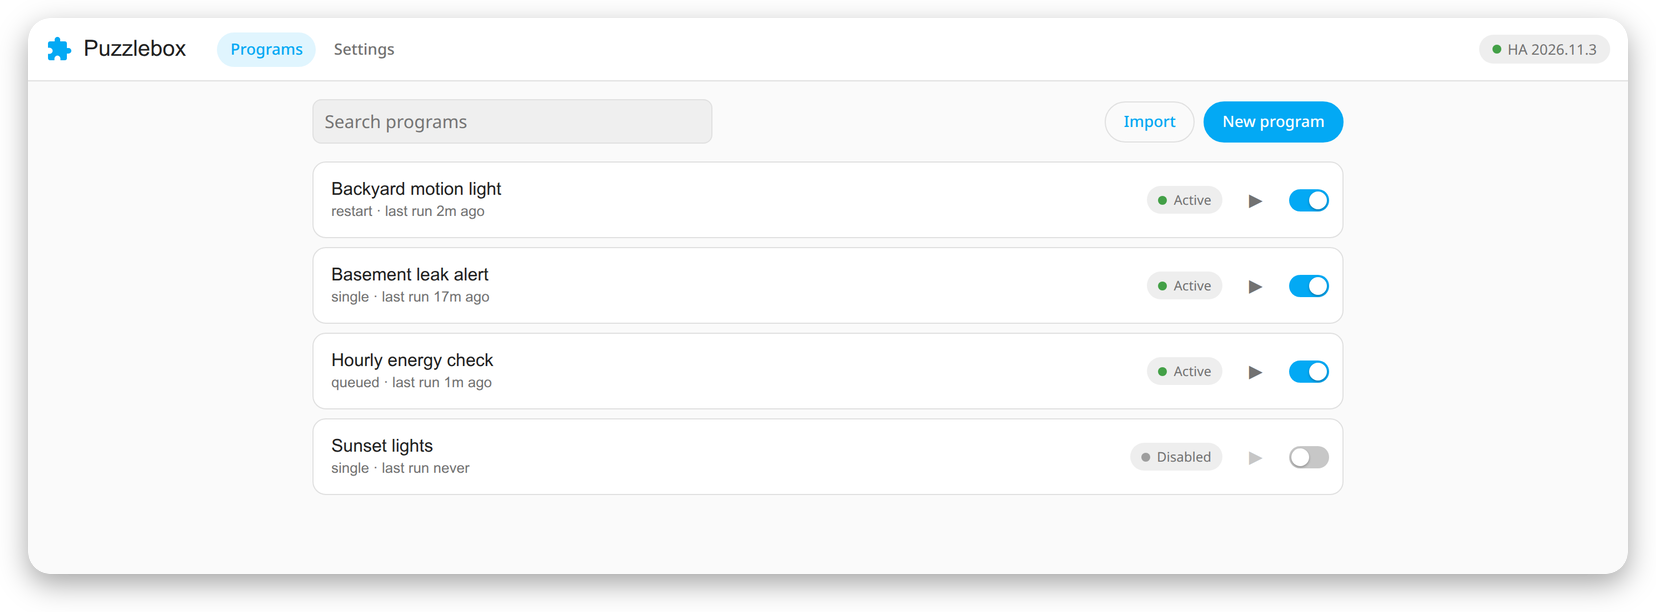 Puzzlebox
Programs
Settings
HA 2026.11.3
Search programs
Import
New program
Backyard motion light
restart · last run 2m ago
Active
Basement leak alert
single · last run 17m ago
Active
Hourly energy check
queued · last run 1m ago
Active
Sunset lights
single · last run never
Disabled